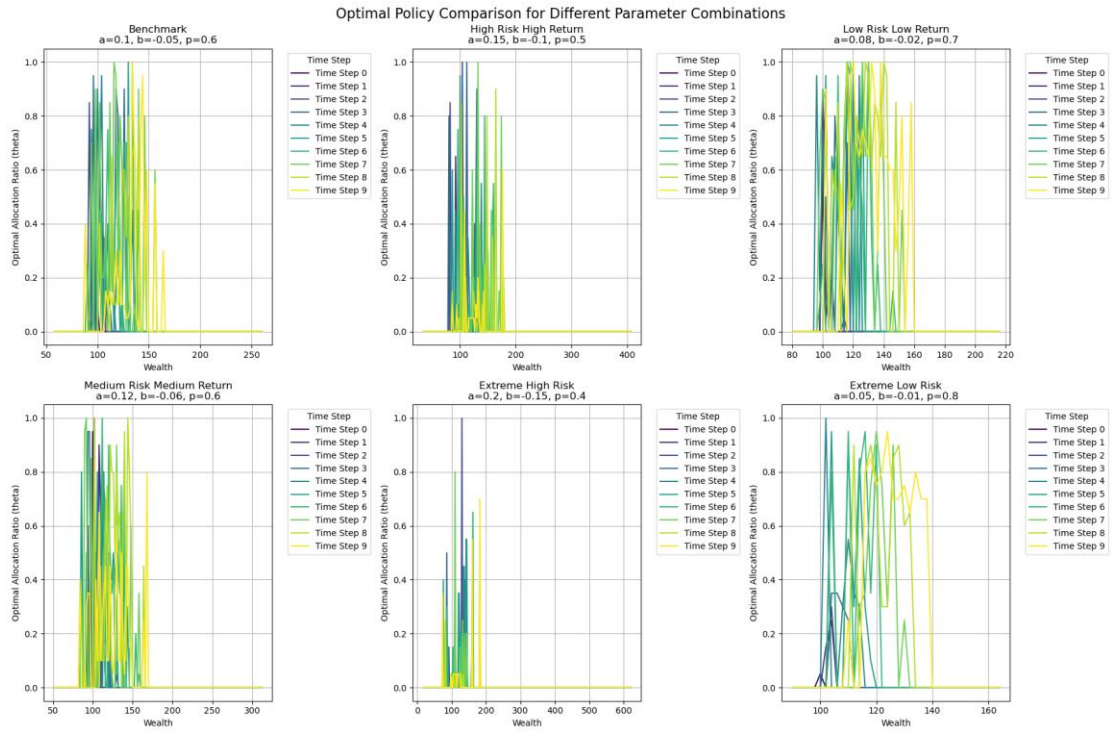 Optimal Policy Comparison for Different Parameter Combinations
Benchmark
a=0.1, b=-0.05, p=0.6
Optimal Allocation Ratio (theta)
1.0
0.8
0.6
0.4
0.2
0.0
50
100
150
200
250
Wealth
Time Step
Time Step 0
Time Step 1
Time Step 2
Time Step 3
Time Step 4
Time Step 5
Time Step 6
Time Step 7
Time Step 8
Time Step 9
High Risk High Return
a=0.15, b=-0.1, p=0.5
Optimal Allocation Ratio (theta)
1.0
0.8
0.6
0.4
0.2
0.0
100
200
300
400
Wealth
Time Step
Time Step 0
Time Step 1
Time Step 2
Time Step 3
Time Step 4
Time Step 5
Time Step 6
Time Step 7
Time Step 8
Time Step 9
Low Risk Low Return
a=0.08, b=-0.02, p=0.7
Optimal Allocation Ratio (theta)
1.0
0.8
0.6
0.4
0.2
0.0
80
100
120
140
160
180
200
220
Wealth
Time Step
Time Step 0
Time Step 1
Time Step 2
Time Step 3
Time Step 4
Time Step 5
Time Step 6
Time Step 7
Time Step 8
Time Step 9
Medium Risk Medium Return
a=0.12, b=-0.06, p=0.6
Optimal Allocation Ratio (theta)
1.0
0.8
0.6
0.4
0.2
0.0
50
100
150
200
250
300
Wealth
Time Step
Time Step 0
Time Step 1
Time Step 2
Time Step 3
Time Step 4
Time Step 5
Time Step 6
Time Step 7
Time Step 8
Time Step 9
Extreme High Risk
a=0.2, b=-0.15, p=0.4
Optimal Allocation Ratio (theta)
1.0
0.8
0.6
0.4
0.2
0.0
0
100
200
300
400
500
600
Wealth
Time Step
Time Step 0
Time Step 1
Time Step 2
Time Step 3
Time Step 4
Time Step 5
Time Step 6
Time Step 7
Time Step 8
Time Step 9
Extreme Low Risk
a=0.05, b=-0.01, p=0.8
Optimal Allocation Ratio (theta)
1.0
0.8
0.6
0.4
0.2
0.0
100
120
140
160
Wealth
Time Step
Time Step 0
Time Step 1
Time Step 2
Time Step 3
Time Step 4
Time Step 5
Time Step 6
Time Step 7
Time Step 8
Time Step 9